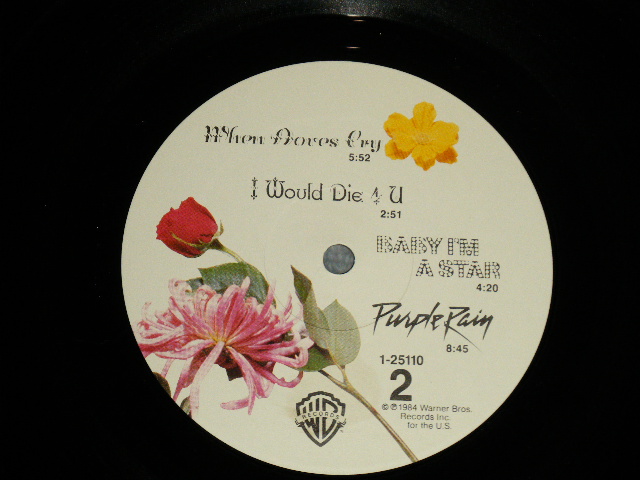 When Doves Cry
5:52
I Would Die 4 U
2:51
BABY I'M
A STAR
4:20
Purple Rain
8:45
1-25110
2
©℗1984 Warner Bros.
Records Inc.
for the U.S.
RECORDS